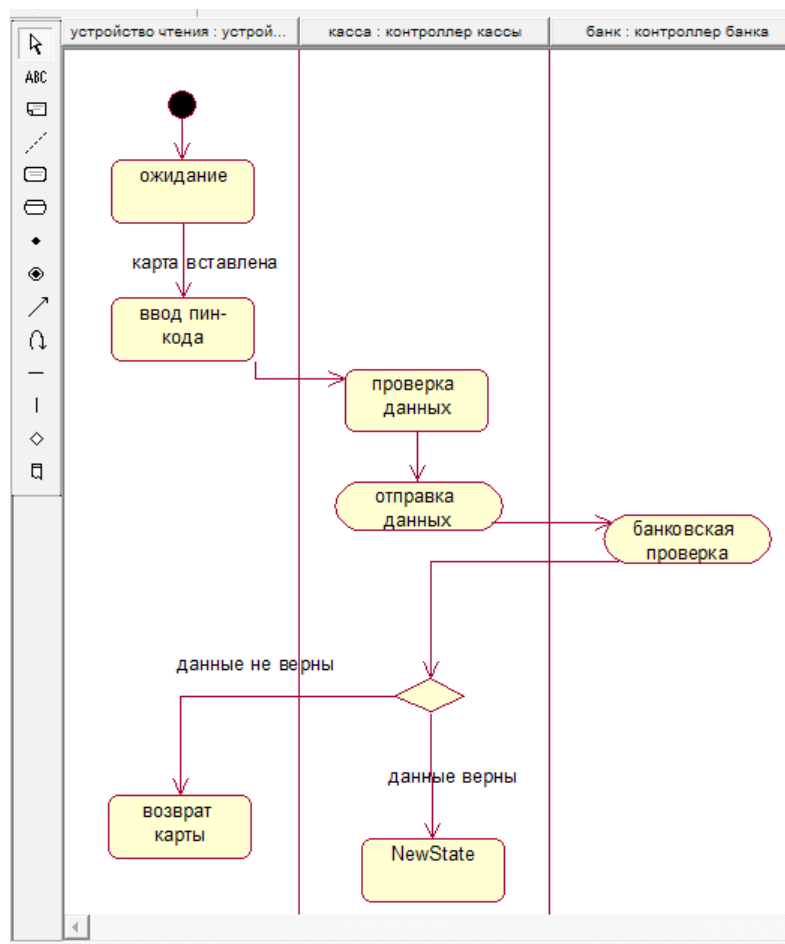 устройство чтения : устрой...
касса : контроллер кассы
банк : контроллер банка
ABC
ожидание
карта вставлена
ввод пин-
кода
проверка
данных
отправка
данных
банковская
проверка
данные не верны
данные верны
возврат
карты
NewState